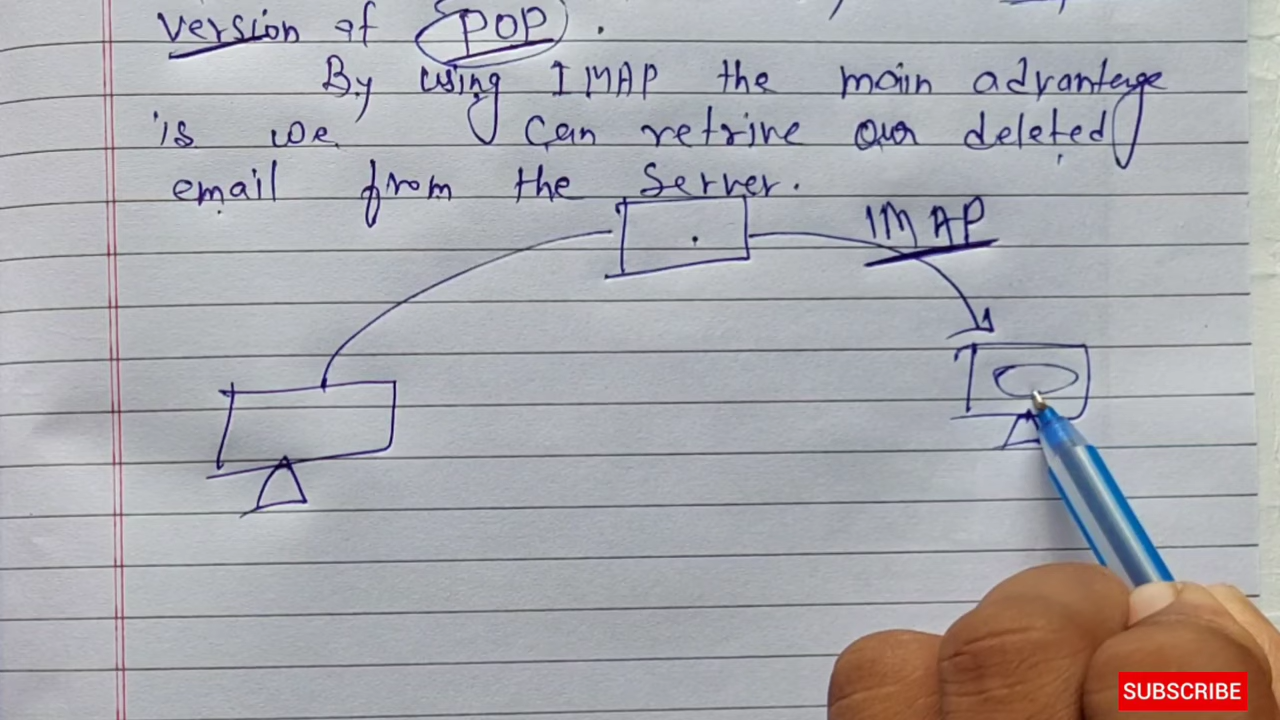 version of POP.
By using IMAP the main advantage
is we can retrive our deleted
email from the Server.
IMAP
SUBSCRIBE